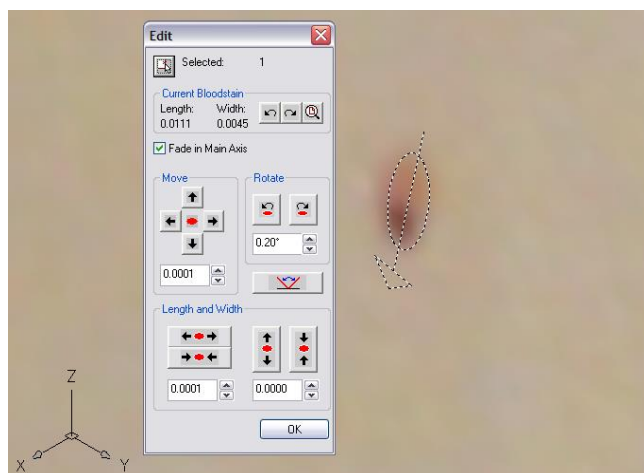 Edit
Selected: 1
Current Bloodstain
Length: Width:
0.0111 0.0045
Fade in Main Axis
Move
Rotate
0.20°
0.0001
Length and Width
0.0001
0.0000
OK
Z
X
Y